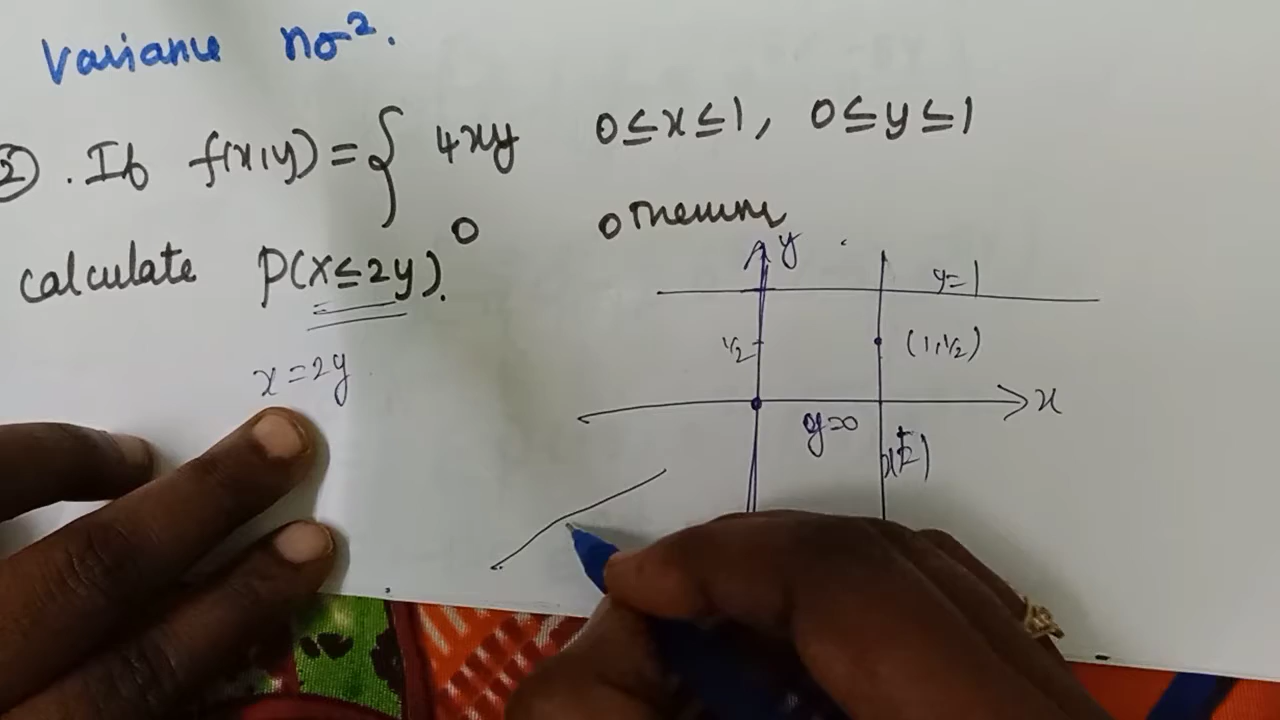 Variance nσ².
②. If f(x,y) = { 4xy 0≤x≤1, 0≤y≤1
0 otherwise
calculate P(x≤2y).
x=2y
y
y=1
1/2
(1,1/2)
x
y=0